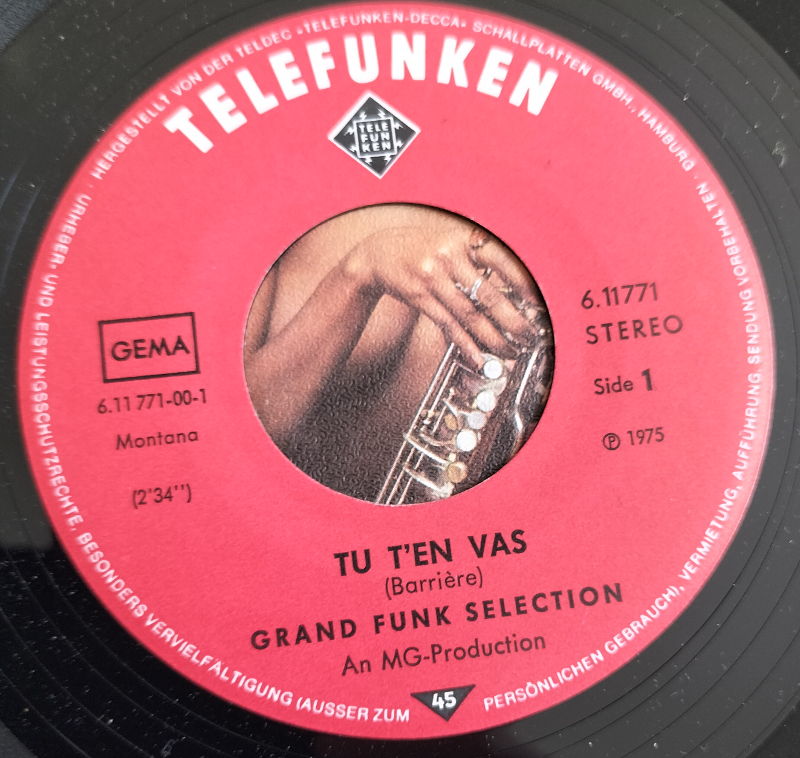 HERGESTELLT VON DER TELDEC »TELEFUNKEN-DECCA« SCHALLPLATTEN GMBH., HAMBURG · URHEBER- UND LEISTUNGSSCHUTZRECHTE, BESONDERS VERVIELFÄLTIGUNG (AUSSER ZUM PERSÖNLICHEN GEBRAUCH), VERMIETUNG, AUFFÜHRUNG, SENDUNG VORBEHALTEN ·
TELEFUNKEN
TELE
FUN
KEN
GEMA
6.11 771-00-1
Montana
(2'34'')
6.11771
STEREO
Side 1
℗ 1975
TU T'EN VAS
(Barrière)
GRAND FUNK SELECTION
An MG-Production
45